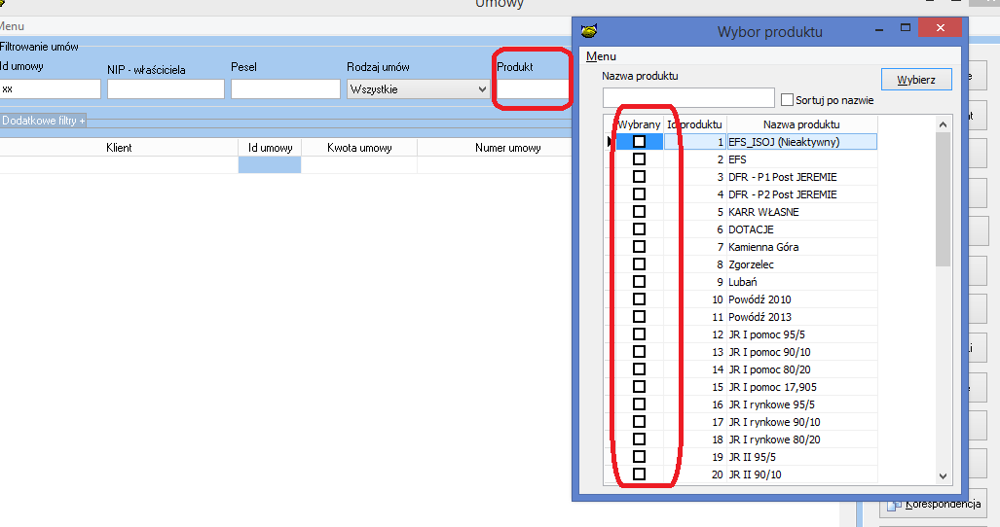 Umowy
Menu
Filtrowanie umów
Id umowy
NIP - właściciela
Pesel
Rodzaj umów
Produkt
xx
Wszystkie
Dodatkowe filtry +
Klient
Id umowy
Kwota umowy
Numer umowy
Wybor produktu
Menu
Nazwa produktu
Wybierz
Sortuj po nazwie
Wybrany Id produktu Nazwa produktu
1 EFS_ISOJ (Nieaktywny)
2 EFS
3 DFR - P1 Post JEREMIE
4 DFR - P2 Post JEREMIE
5 KARR WŁASNE
6 DOTACJE
7 Kamienna Góra
8 Zgorzelec
9 Lubań
10 Powódź 2010
11 Powódź 2013
12 JR I pomoc 95/5
13 JR I pomoc 90/10
14 JR I pomoc 80/20
15 JR I pomoc 17,905
16 JR I rynkowe 95/5
17 JR I rynkowe 90/10
18 JR I rynkowe 80/20
19 JR II 95/5
20 JR II 90/10
Korespondencja